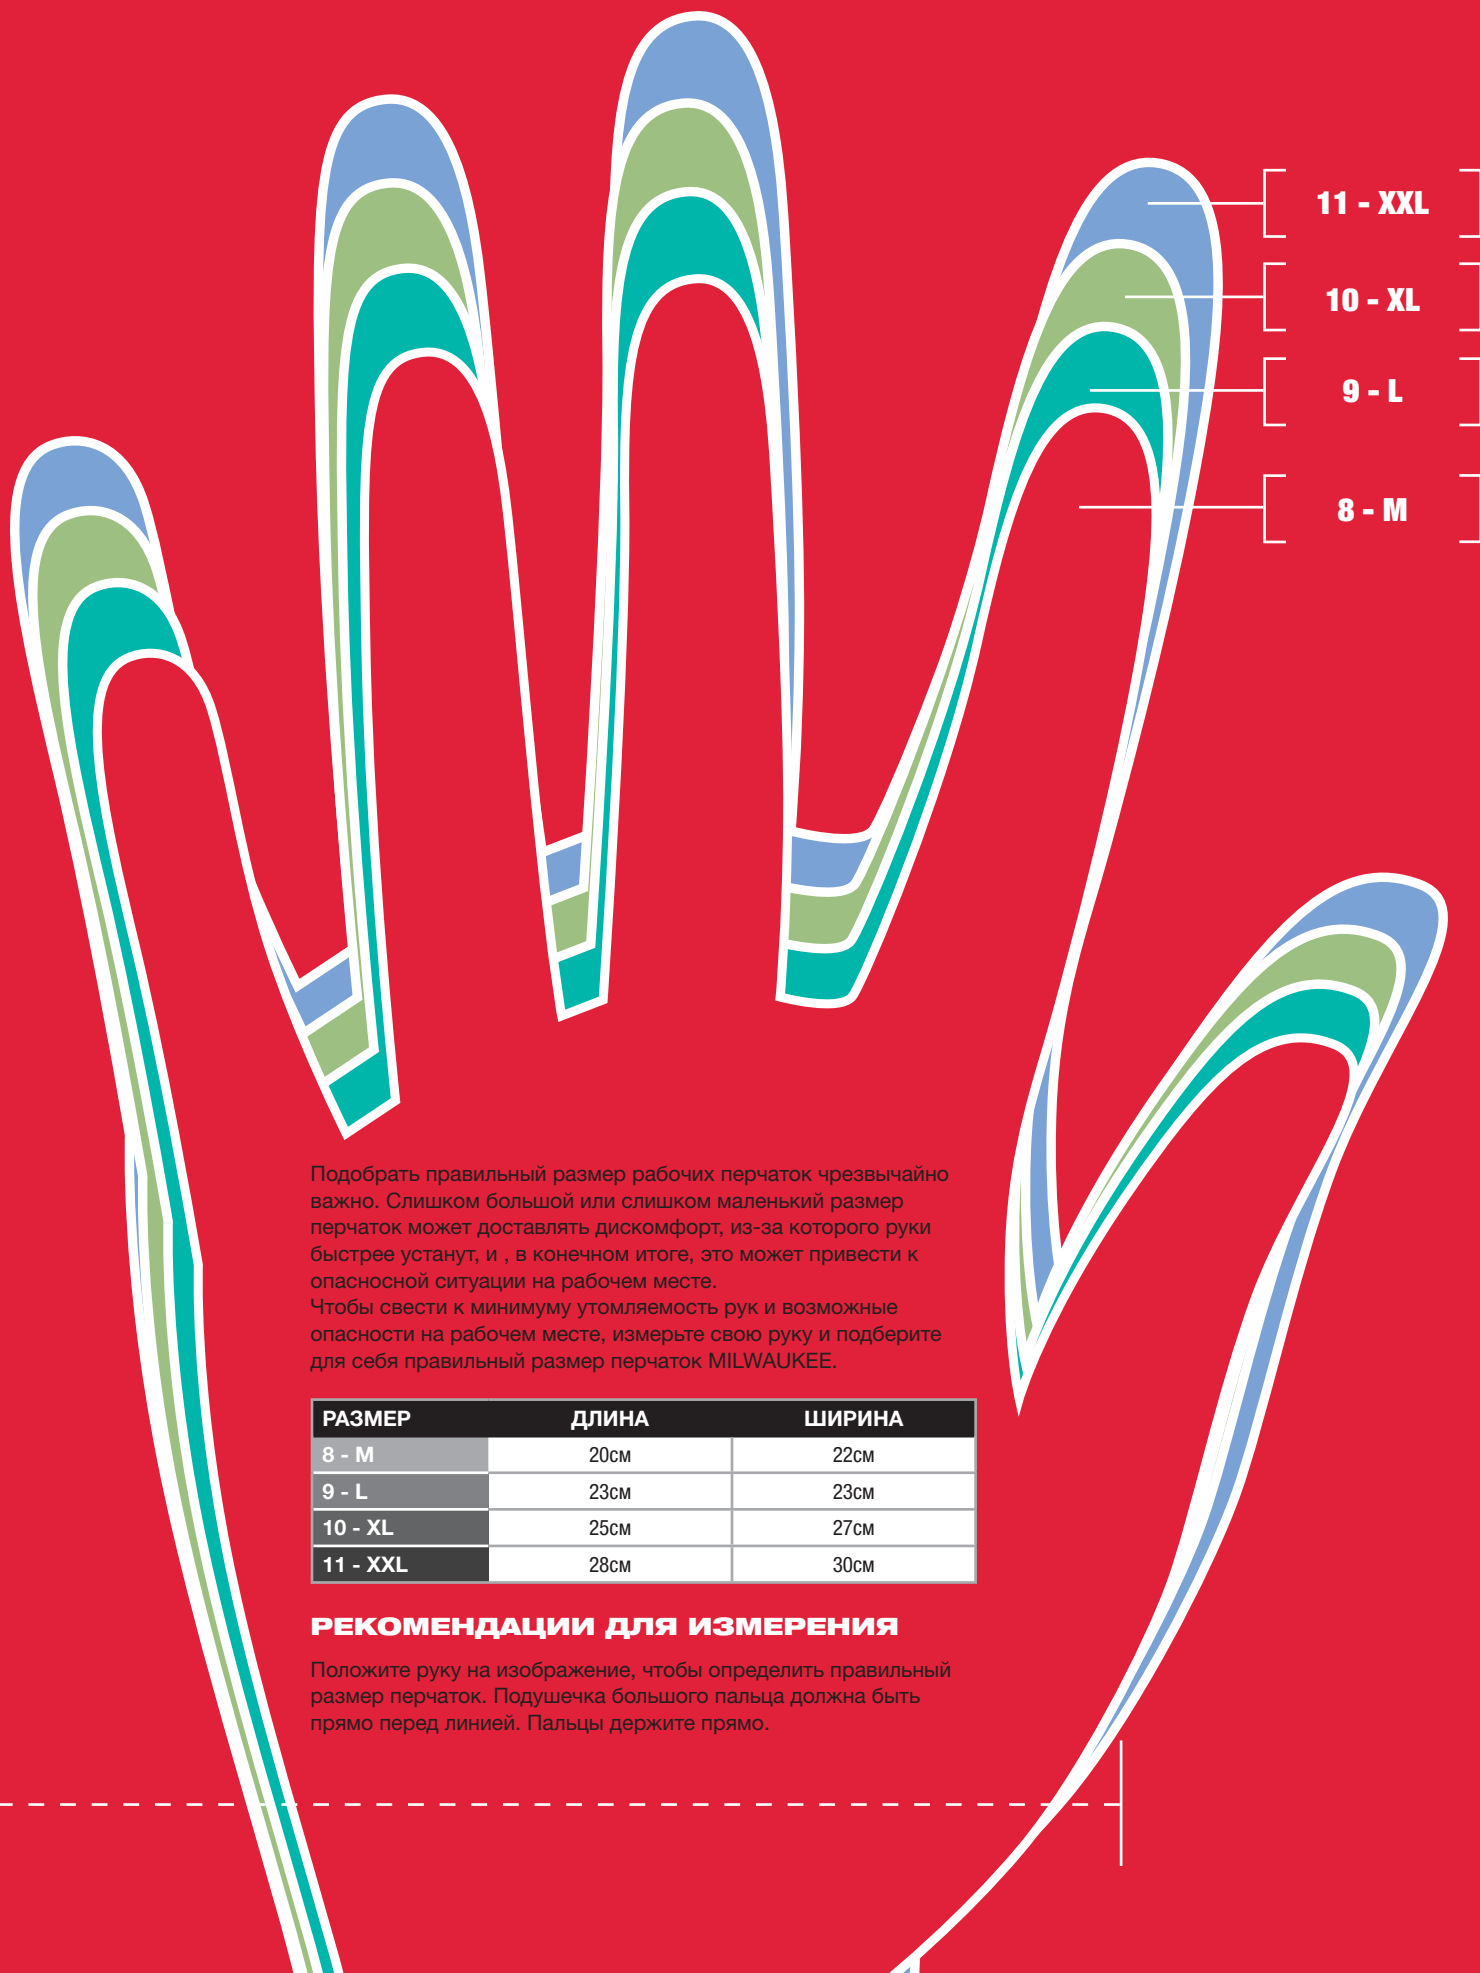 11 - XXL
10 - XL
9 - L
8 - M
Подобрать правильный размер рабочих перчаток чрезвычайно
важно. Слишком большой или слишком маленький размер
перчаток может доставлять дискомфорт, из-за которого руки
быстрее устанут, и , в конечном итоге, это может привести к
опасносной ситуации на рабочем месте.
Чтобы свести к минимуму утомляемость рук и возможные
опасности на рабочем месте, измерьте свою руку и подберите
для себя правильный размер перчаток MILWAUKEE.
РАЗМЕР ДЛИНА ШИРИНА
8 - M 20см 22см
9 - L 23см 23см
10 - XL 25см 27см
11 - XXL 28см 30см
РЕКОМЕНДАЦИИ ДЛЯ ИЗМЕРЕНИЯ
Положите руку на изображение, чтобы определить правильный
размер перчаток. Подушечка большого пальца должна быть
прямо перед линией. Пальцы держите прямо.